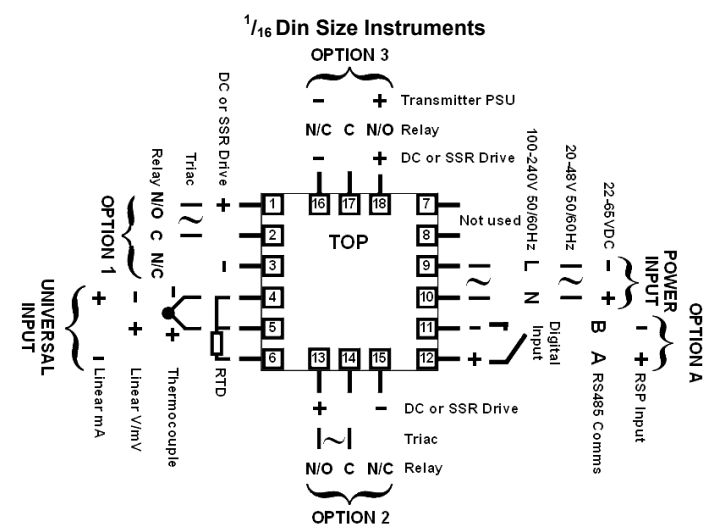 1/16 Din Size Instruments
OPTION 3
− + Transmitter PSU
N/C C N/O Relay
− + DC or SSR Drive
16 17 18
TOP
1
2
3
4
5
6
7
8
9
10
11
12
13 14 15
Not used
DC or SSR Drive
+
−
Triac
~
Relay N/O C N/C
OPTION 1
UNIVERSAL
INPUT
+ − Linear mA
− + Linear V/mV
− + Thermocouple
RTD
100-240V 50/60Hz L N
~
20-48V 50/60Hz
~
22-65VDC − +
POWER
INPUT
− +
Digital
Input
B A RS485 Comms
− + RSP Input
OPTION A
+ − DC or SSR Drive
~ Triac
N/O C N/C Relay
OPTION 2